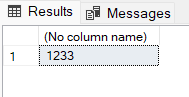 Results Messages
(No column name)
1 1233